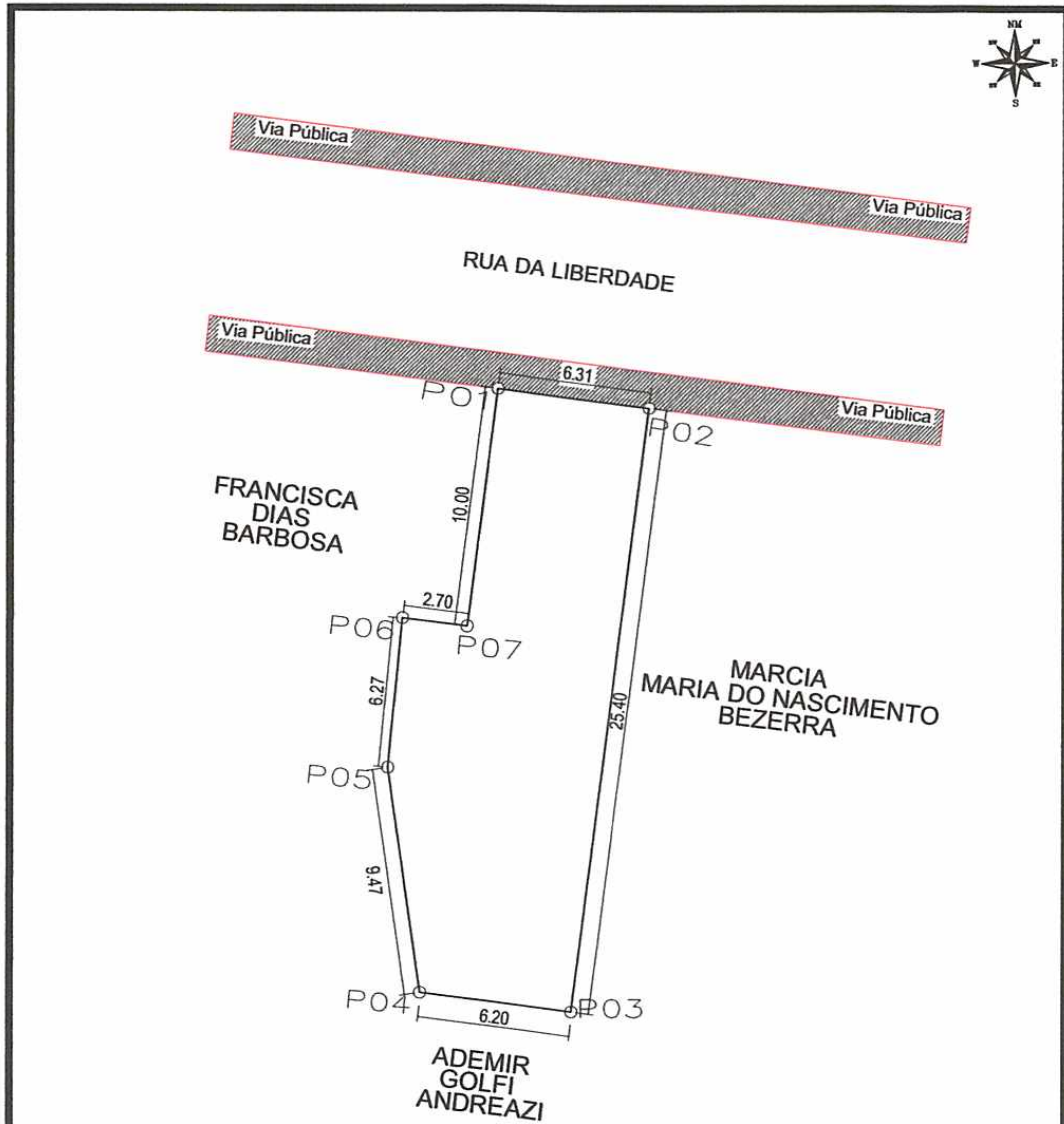 NM
W
E
S
Via Pública
Via Pública
RUA DA LIBERDADE
Via Pública
Via Pública
6.31
P01
P02
10.00
FRANCISCA
DIAS
BARBOSA
2.70
P06
P07
6.27
25.40
MARCIA
MARIA DO NASCIMENTO
BEZERRA
P05
9.47
P04
P03
6.20
ADEMIR
GOLFI
ANDREAZI